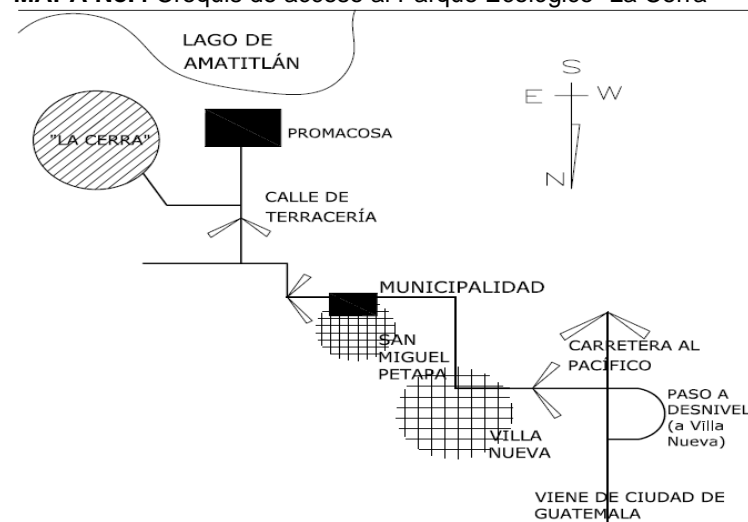 MAPA No.1 Croquis de acceso al Parque Ecológico "La Cerra"
LAGO DE
AMATITLÁN
S
E
W
N
"LA CERRA"
PROMACOSA
CALLE DE
TERRACERÍA
MUNICIPALIDAD
SAN
MIGUEL
PETAPA
CARRETERA AL
PACÍFICO
PASO A
DESNIVEL
(a Villa
Nueva)
VILLA
NUEVA
VIENE DE CIUDAD DE
GUATEMALA